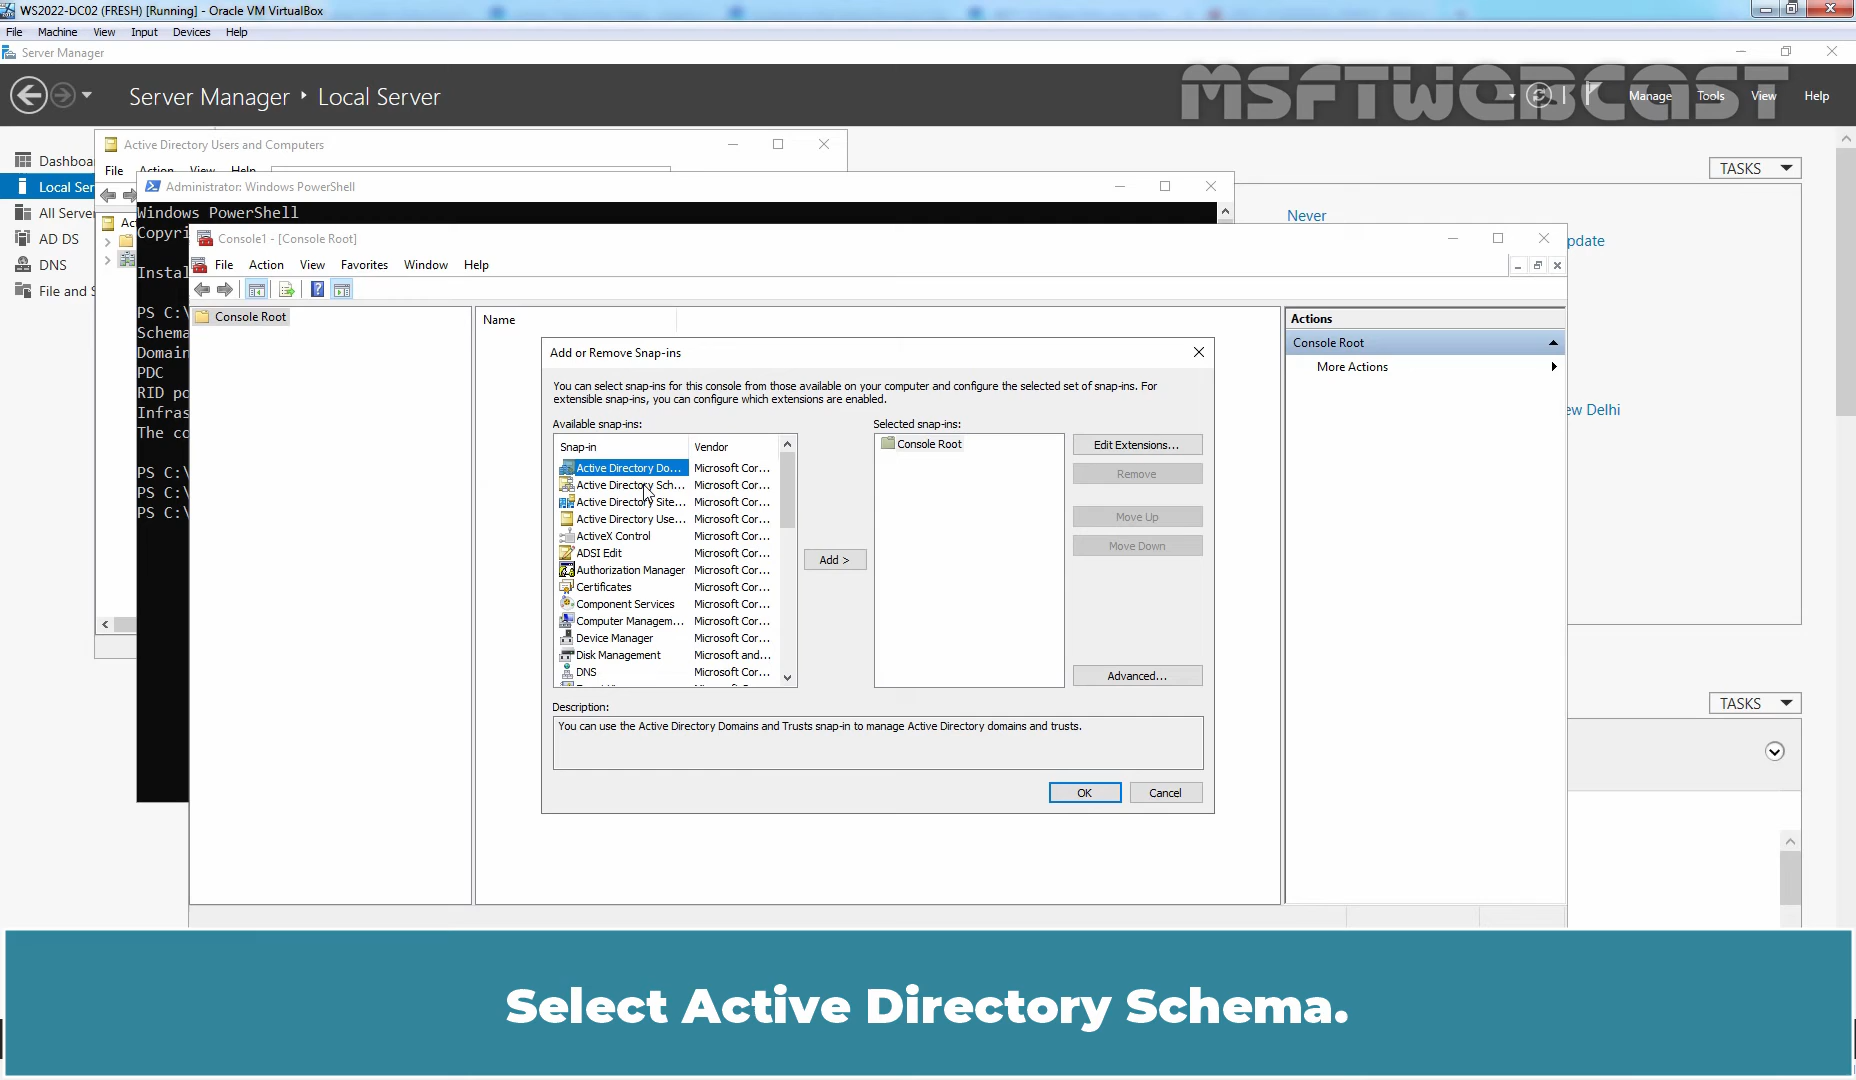 WS2022-DC02 (FRESH) [Running] - Oracle VM VirtualBox
File Machine View Input Devices Help
Server Manager
Server Manager ‣ Local Server
MSFTWEBCAST
Manage Tools View Help
Dashboa
Local Ser
All Serve
AD DS
DNS
File and S
Active Directory Users and Computers
File Action View Help
Act
TASKS
Never
pdate
ew Delhi
TASKS
Administrator: Windows PowerShell
Windows PowerShell
Copyri
Instal
PS C:\
Schema
Domain
PDC
RID po
Infras
The co
PS C:\
PS C:\
PS C:\
Console1 - [Console Root]
File Action View Favorites Window Help
Console Root
Name
Actions
Console Root
More Actions
Add or Remove Snap-ins
You can select snap-ins for this console from those available on your computer and configure the selected set of snap-ins. For
extensible snap-ins, you can configure which extensions are enabled.
Available snap-ins:
Snap-in Vendor
Active Directory Do... Microsoft Cor...
Active Directory Sch... Microsoft Cor...
Active Directory Site... Microsoft Cor...
Active Directory Use... Microsoft Cor...
ActiveX Control Microsoft Cor...
ADSI Edit Microsoft Cor...
Authorization Manager Microsoft Cor...
Certificates Microsoft Cor...
Component Services Microsoft Cor...
Computer Managem... Microsoft Cor...
Device Manager Microsoft Cor...
Disk Management Microsoft and...
DNS Microsoft Cor...
Add >
Selected snap-ins:
Console Root
Edit Extensions...
Remove
Move Up
Move Down
Advanced...
Description:
You can use the Active Directory Domains and Trusts snap-in to manage Active Directory domains and trusts.
OK
Cancel
Select Active Directory Schema.